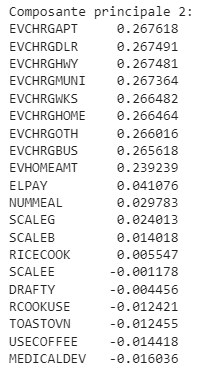 Composante principale 2:
EVCHRGAPT 0.267618
EVCHRGDLR 0.267491
EVCHRGHWY 0.267481
EVCHRGMUNI 0.267364
EVCHRGWKS 0.266482
EVCHRGHOME 0.266464
EVCHRGOTH 0.266016
EVCHRGBUS 0.265618
EVHOMEAMT 0.239239
ELPAY 0.041076
NUMMEAL 0.029783
SCALEG 0.024013
SCALEB 0.014018
RICECOOK 0.005547
SCALEE -0.001178
DRAFTY -0.004456
RCOOKUSE -0.012421
TOASTOVN -0.012455
USECOFFEE -0.014418
MEDICALDEV -0.016036